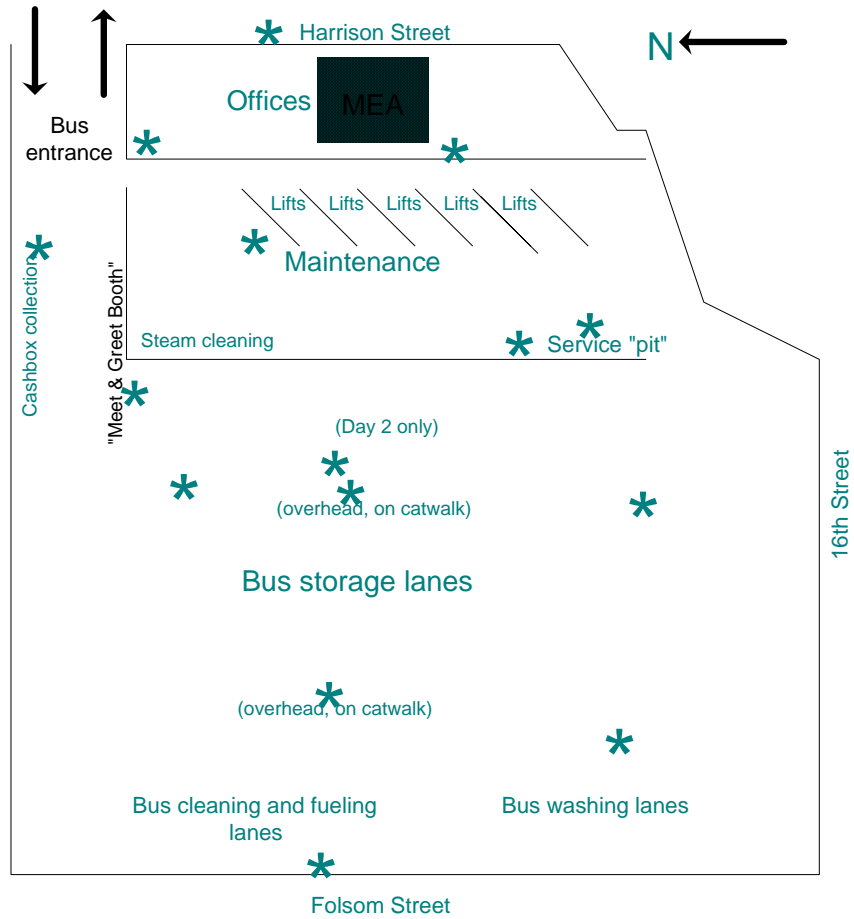 Harrison Street
N
Offices
MEA
Bus
entrance
Lifts
Lifts
Lifts
Lifts
Lifts
Maintenance
Cashbox collection
"Meet & Greet Booth"
Steam cleaning
Service "pit"
(Day 2 only)
(overhead, on catwalk)
16th Street
Bus storage lanes
(overhead, on catwalk)
Bus cleaning and fueling
lanes
Bus washing lanes
Folsom Street